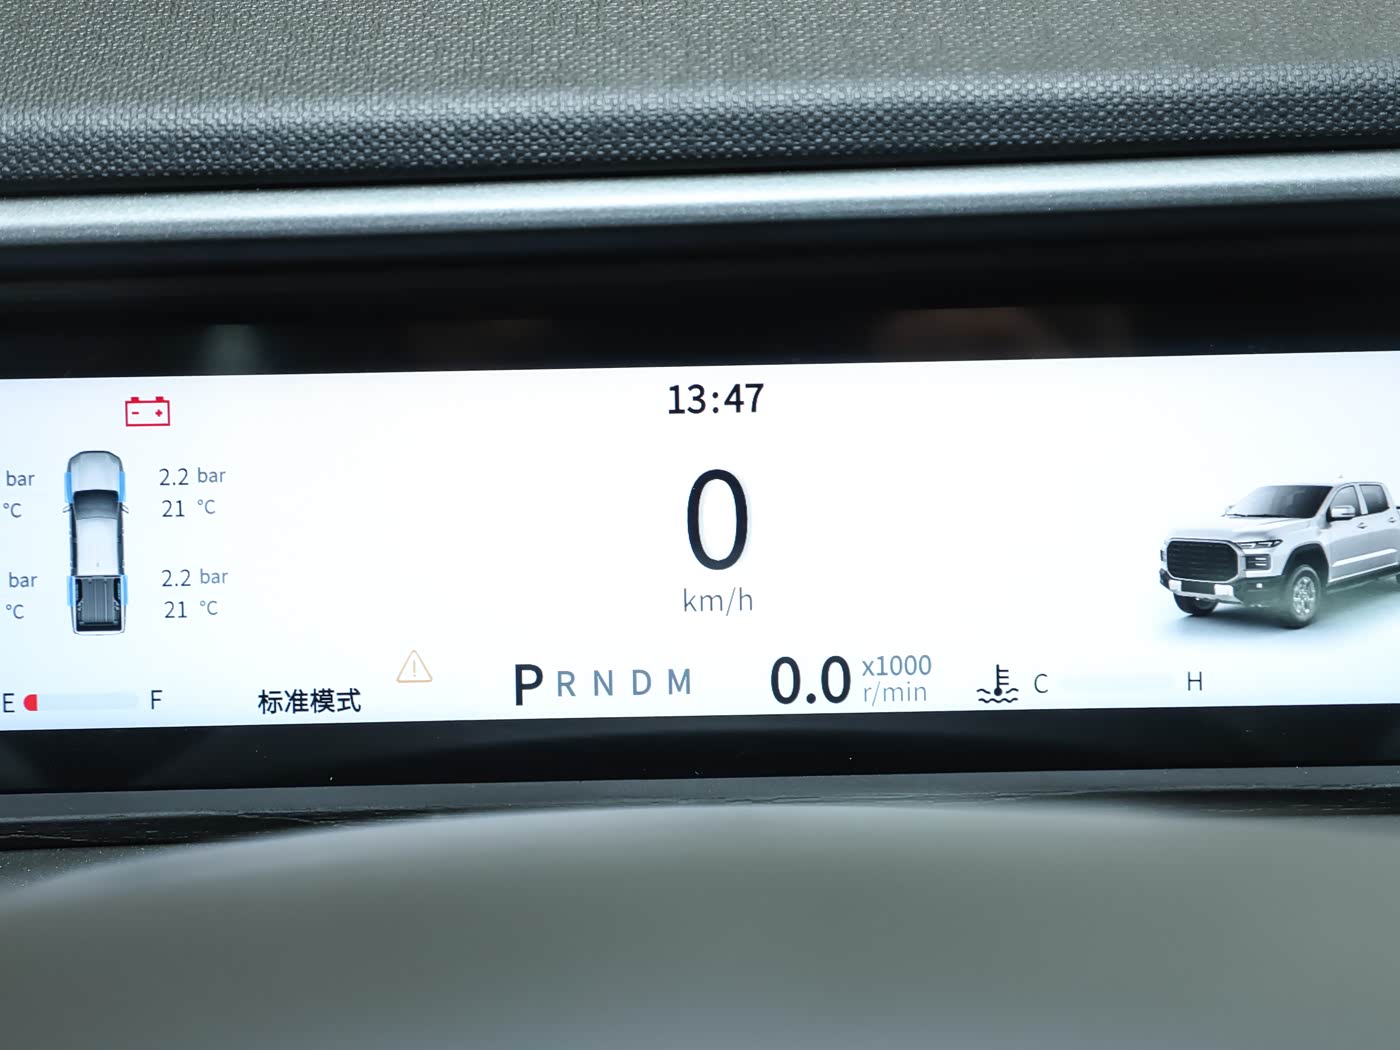 13:47
bar 2.2 bar
°C 21 °C
bar 2.2 bar
°C 21 °C
0
km/h
E F 标准模式 P R N D M 0.0 x1000 r/min C H